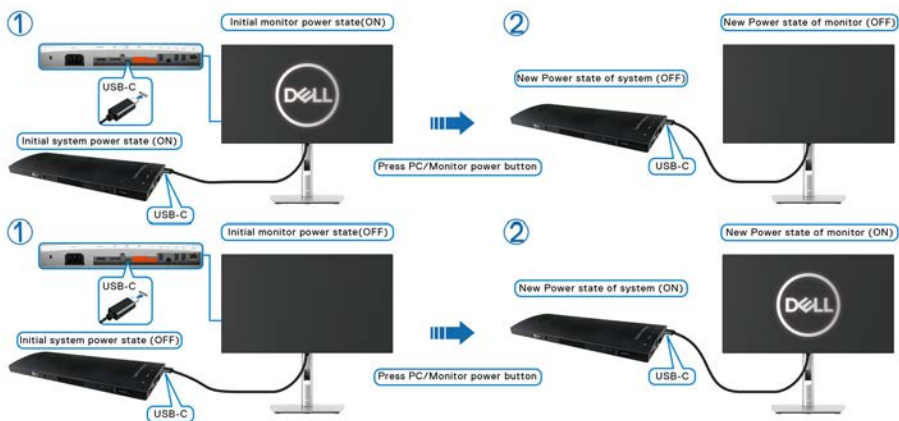 1
Initial monitor power state(ON)
USB-C
DELL
Initial system power state (ON)
USB-C
Press PC/Monitor power button
2
New Power state of monitor (OFF)
New Power state of system (OFF)
USB-C
1
Initial monitor power state(OFF)
USB-C
Initial system power state (OFF)
USB-C
Press PC/Monitor power button
2
New Power state of monitor (ON)
New Power state of system (ON)
DELL
USB-C